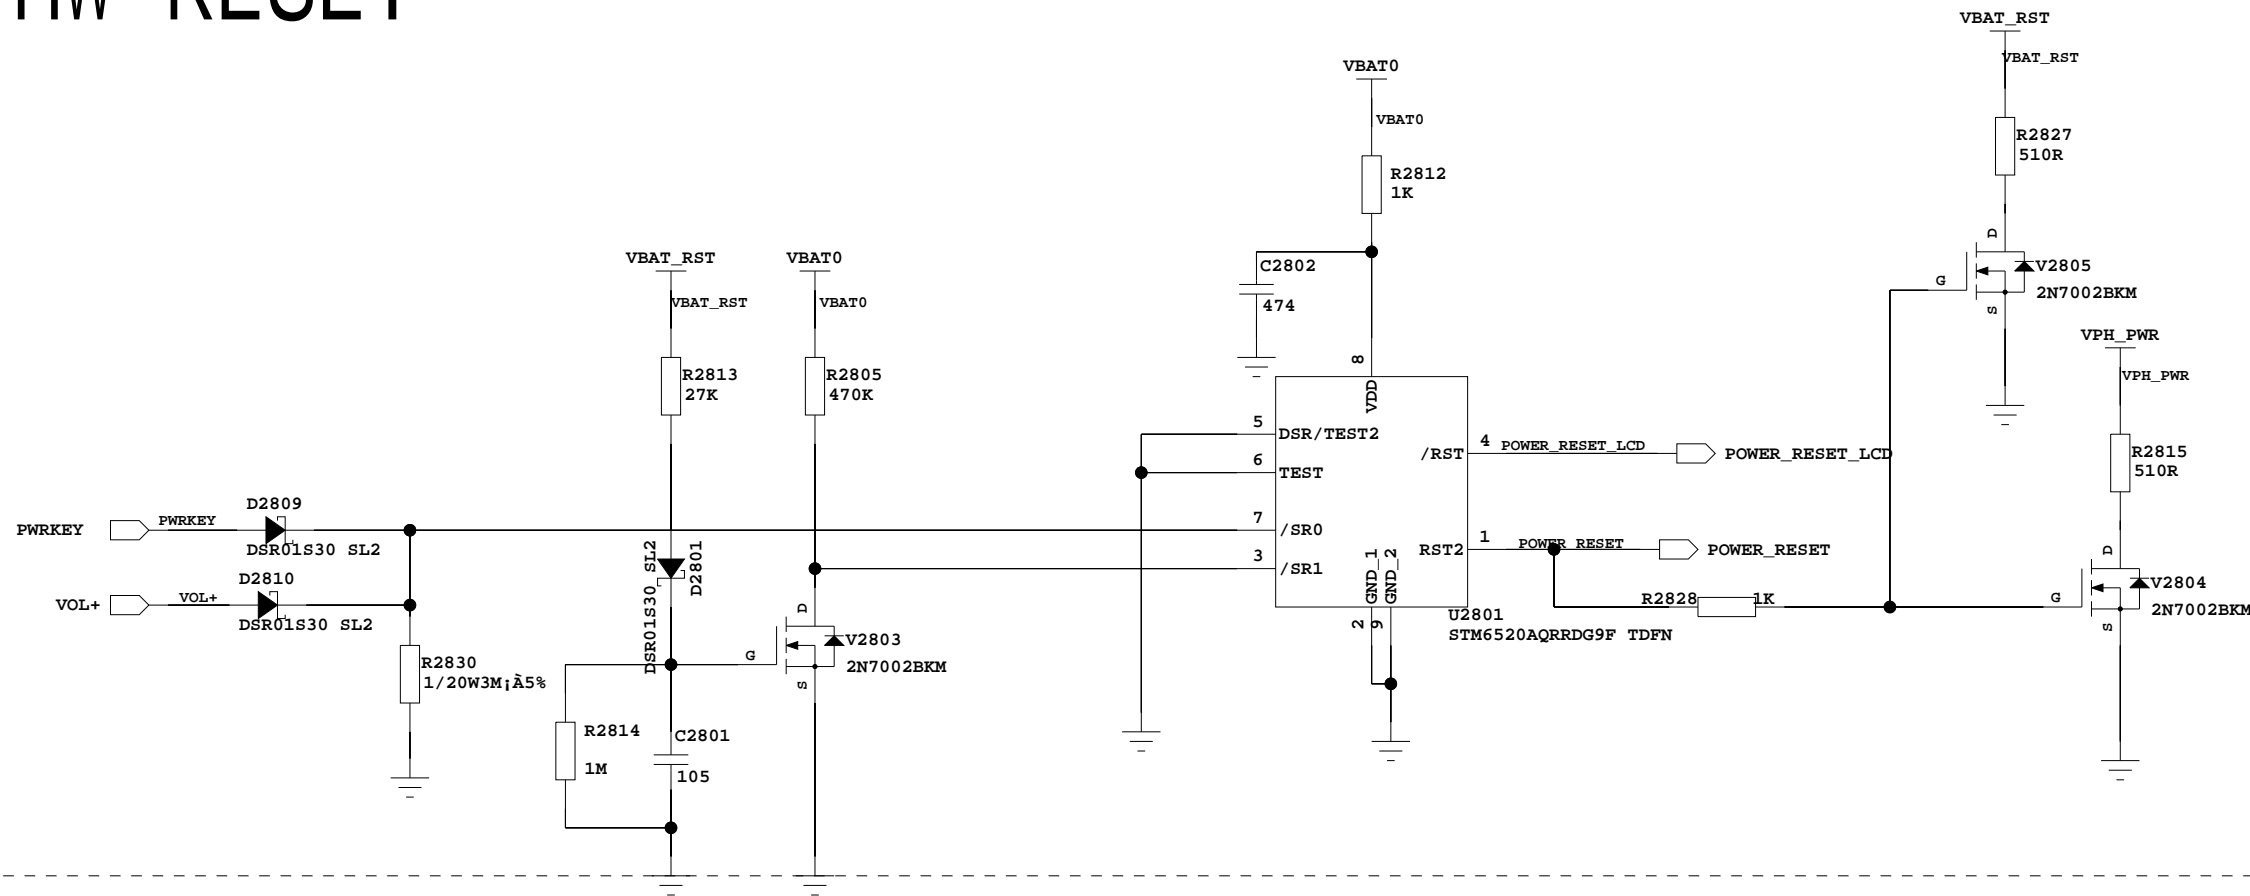 HW RESET
VBAT_RST
VBAT_RST
R2827
510R
D
G
V2805
2N7002BKM
S
VBAT0
VBAT0
R2812
1K
C2802
474
VBAT_RST
VBAT_RST
R2813
27K
VBAT0
VBAT0
R2805
470K
VPH_PWR
VPH_PWR
R2815
510R
D
G
V2804
2N7002BKM
S
8
VDD
5
DSR/TEST2
6
TEST
7
/SR0
3
/SR1
/RST
4
POWER_RESET_LCD
POWER_RESET_LCD
RST2
1
POWER_RESET
POWER_RESET
GND_1
GND_2
2
9
U2801
STM6520AQRRDG9F TDFN
R2828
1K
PWRKEY
PWRKEY
D2809
DSR01S30 SL2
VOL+
VOL+
D2810
DSR01S30 SL2
R2830
1/20W3M¡À5%
DSR01S30 SL2
D2801
D
G
V2803
2N7002BKM
S
R2814
1M
C2801
105